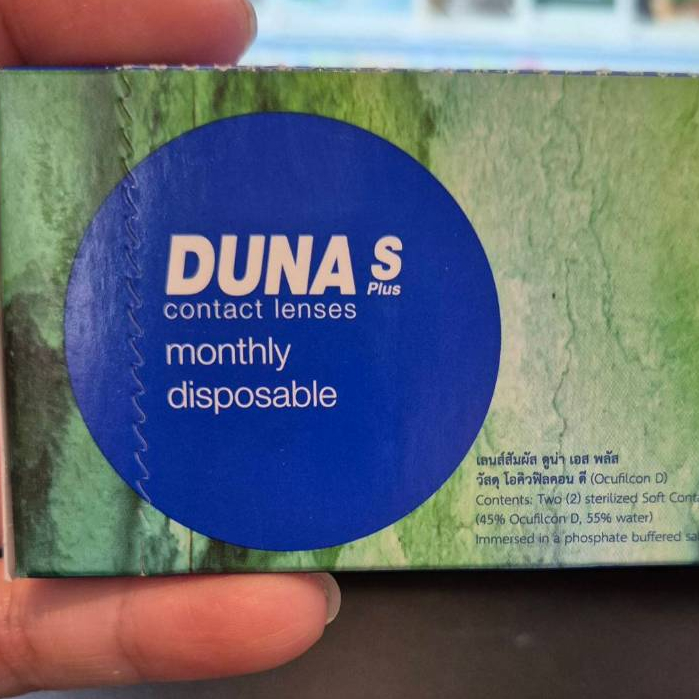 DUNA S
Plus
contact lenses
monthly
disposable
เลนส์สัมผัส ดูน่า เอส พลัส
วัสดุ โอคิวฟิลคอน ดี (Ocufilcon D)
Contents: Two (2) sterilized Soft Conta
(45% Ocufilcon D, 55% water)
Immersed in a phosphate buffered sa